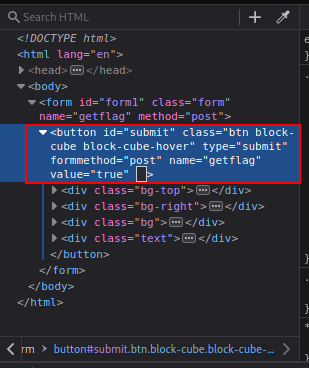 Search HTML
<!DOCTYPE html>
<html lang="en">
<head>⋯</head>
<body>
<form id="form1" class="form"
name="getflag" method="post">
<button id="submit" class="btn block-
cube block-cube-hover" type="submit"
formmethod="post" name="getflag"
value="true" >
<div class="bg-top">⋯</div>
<div class="bg-right">⋯</div>
<div class="bg">⋯</div>
<div class="text">⋯</div>
</button>
</form>
</body>
</html>
rm
button#submit.btn.block-cube.block-cube-…